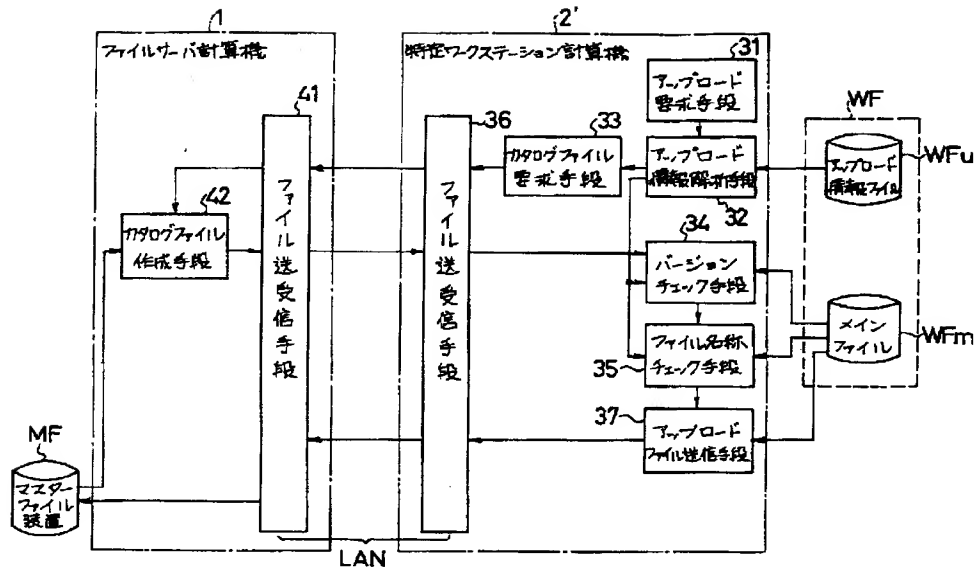 1
2'
ファイルサーバ計算機
特定ワークステーション計算機
31
アップロード
要求手段
41
36
33
WF
カタログファイル
要求手段
アップロード
情報解析手段
32
アップロード
情報ファイル
WFu
42
カタログファイル
作成手段
ファイル送受信手段
ファイル送受信手段
34
バージョン
チェック手段
メイン
ファイル
WFm
ファイル名称
チェック手段
35
37
アップロード
ファイル送信手段
MF
マスター
ファイル
装置
LAN